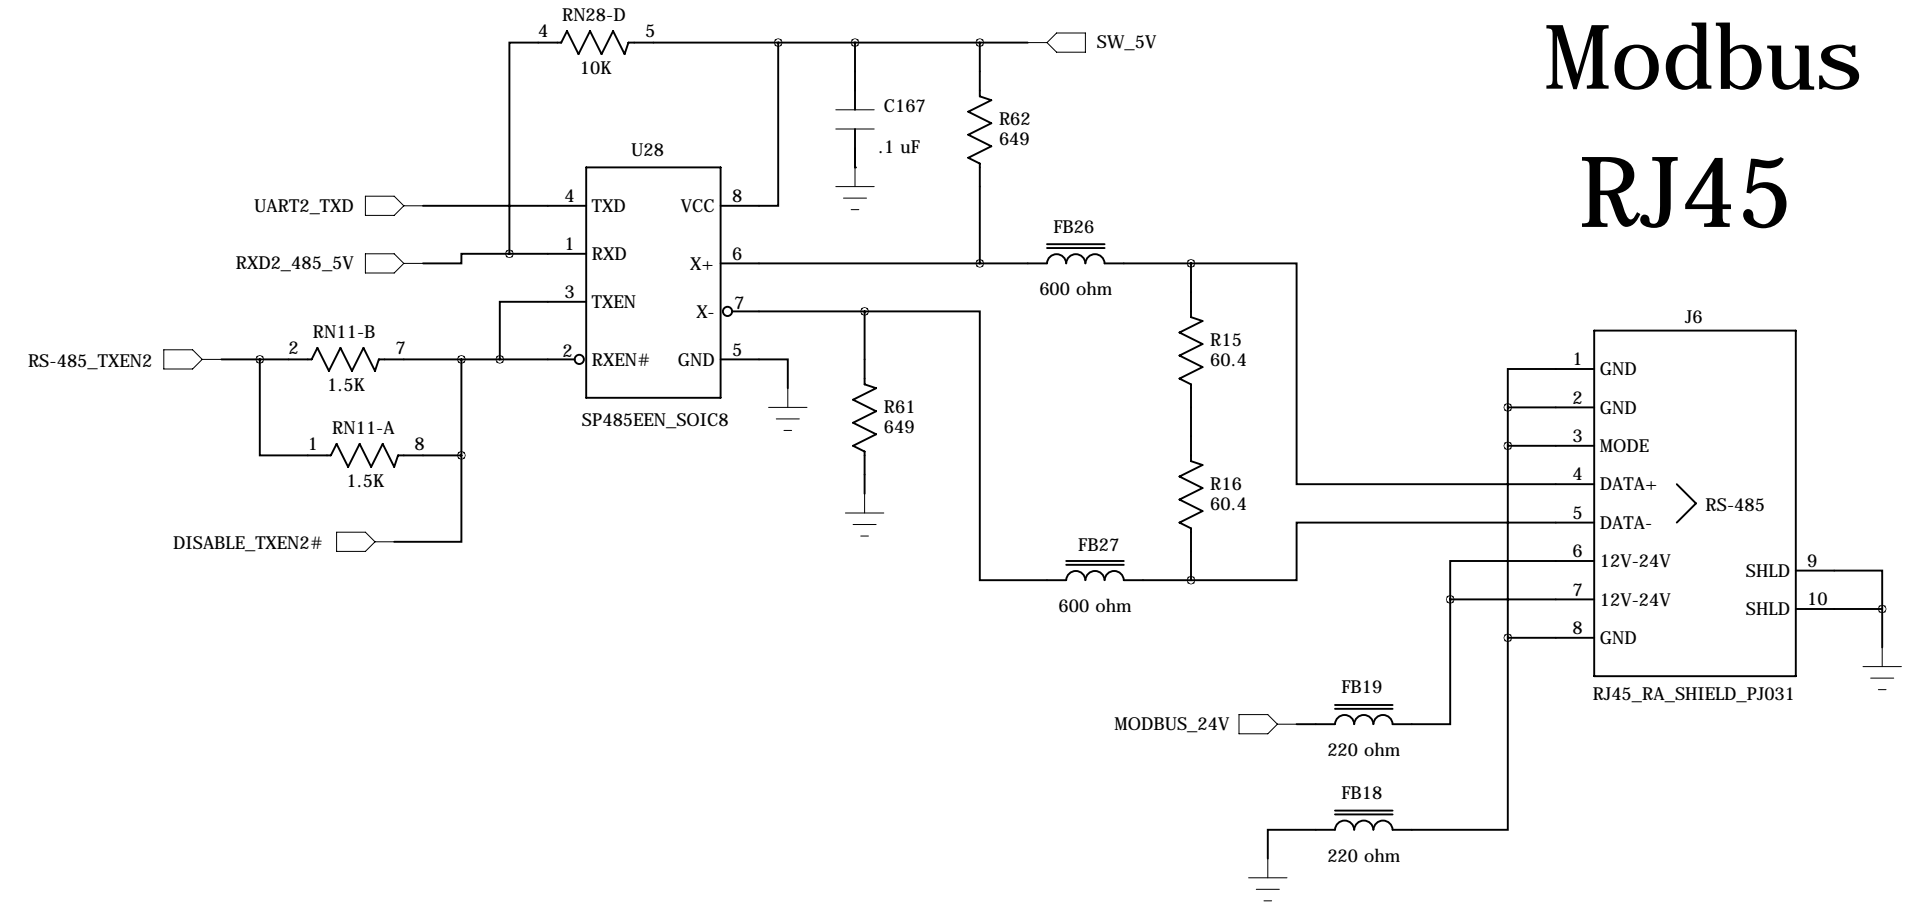 Modbus
RJ45
RN28-D
4
5
10K
SW_5V
C167
.1 uF
R62
649
U28
UART2_TXD
4
TXD
VCC
8
RXD2_485_5V
1
RXD
X+
6
FB26
600 ohm
3
TXEN
X-
7
RS-485_TXEN2
RN11-B
2
7
1.5K
2
RXEN#
GND
5
SP485EEN_SOIC8
RN11-A
1
8
1.5K
DISABLE_TXEN2#
R61
649
R15
60.4
R16
60.4
FB27
600 ohm
J6
1
GND
2
GND
3
MODE
4
DATA+
5
DATA-
RS-485
6
12V-24V
7
12V-24V
8
GND
SHLD
9
SHLD
10
RJ45_RA_SHIELD_PJ031
MODBUS_24V
FB19
220 ohm
FB18
220 ohm